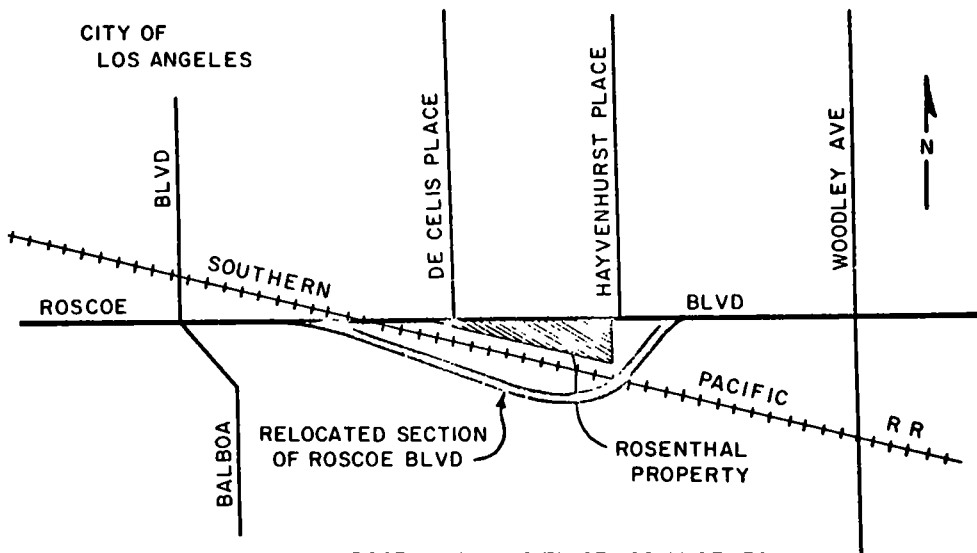 CITY OF
LOS ANGELES
BLVD
DE CELIS PLACE
HAYVENHURST PLACE
WOODLEY AVE
N
SOUTHERN
ROSCOE
BLVD
PACIFIC
RR
RELOCATED SECTION
OF ROSCOE BLVD
ROSENTHAL
PROPERTY
BALBOA